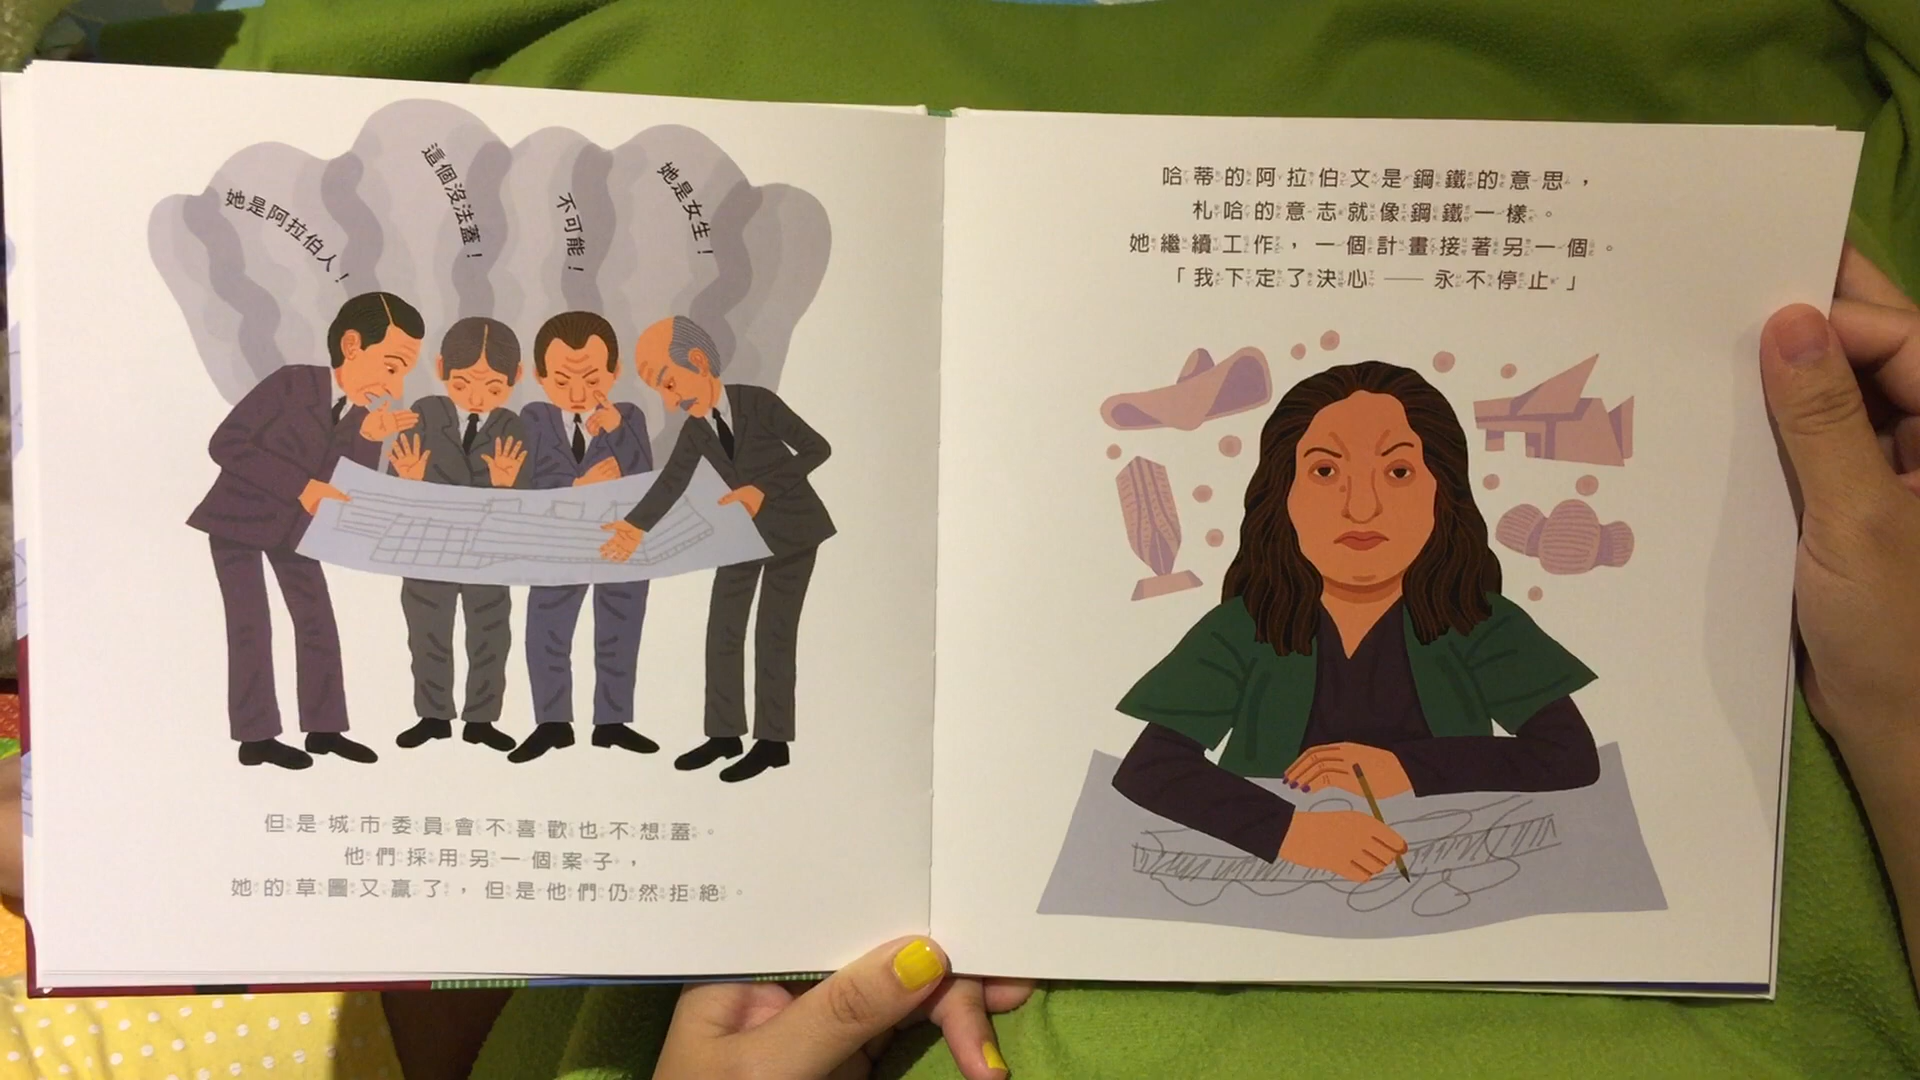 她是阿拉伯人！
這個沒法蓋！
不可能！
她是女生！
但是城市委員會不喜歡也不想蓋。
他們採用另一個案子，
她的草圖又贏了，但是他們仍然拒絕。
哈蒂的阿拉伯文是鋼鐵的意思，
札哈的意志就像鋼鐵一樣。
她繼續工作，一個計畫接著另一個。
「我下定了決心——永不停止」